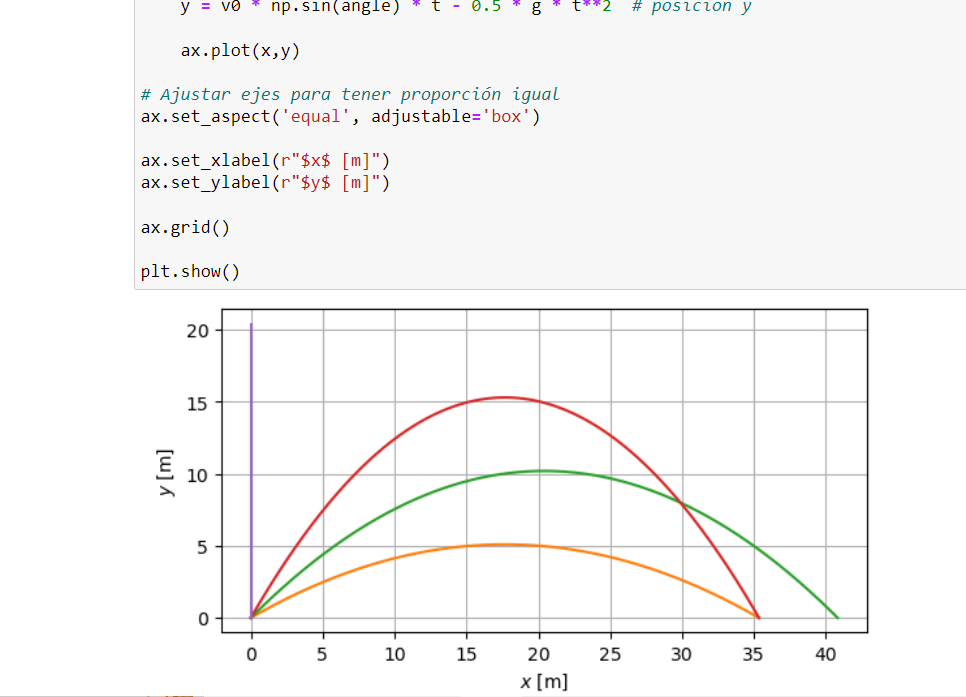 y = v0 * np.sin(angle) * t - 0.5 * g * t**2  # posición y
ax.plot(x,y)
# Ajustar ejes para tener proporción igual
ax.set_aspect('equal', adjustable='box')
ax.set_xlabel(r"$x$ [m]")
ax.set_ylabel(r"$y$ [m]")
ax.grid()
plt.show()
20
15
10
5
0
y [m]
0 5 10 15 20 25 30 35 40
x [m]